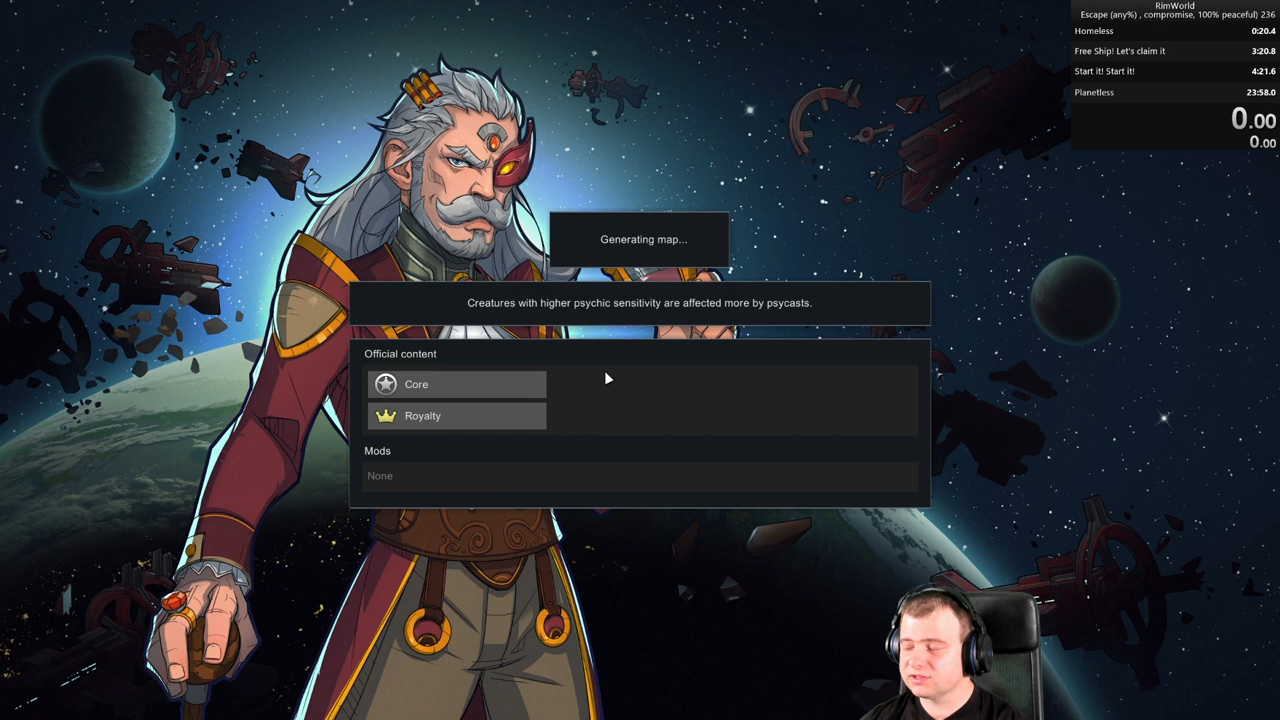 RimWorld
Escape (any%) , compromise, 100% peaceful) 236
Homeless 0:20.4
Free Ship! Let's claim it 3:20.8
Start it! Start it! 4:21.6
Planetless 23:58.0
0.00
0.00
Generating map...
Creatures with higher psychic sensitivity are affected more by psycasts.
Official content
Core
Royalty
Mods
None